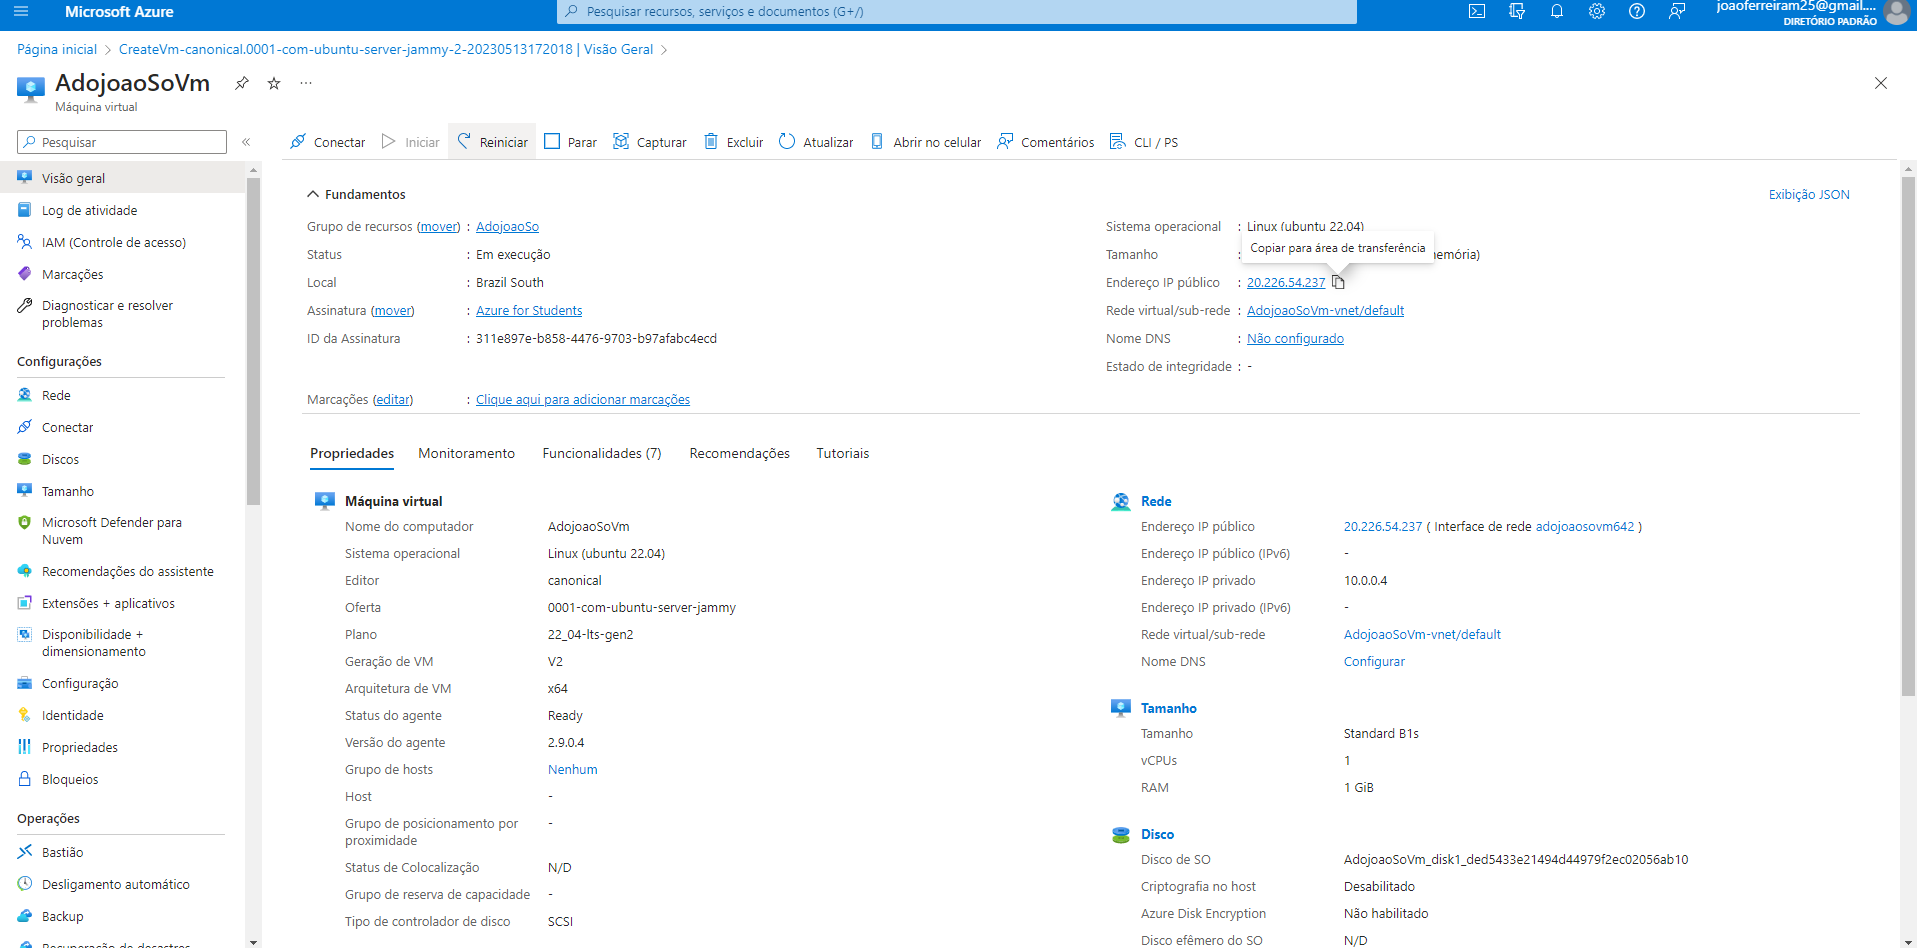 Microsoft Azure
Pesquisar recursos, serviços e documentos (G+/)
joaoferreiram25@gmail....
DIRETÓRIO PADRÃO
Página inicial > CreateVm-canonical.0001-com-ubuntu-server-jammy-2-20230513172018 | Visão Geral >
AdojoaoSoVm
Máquina virtual
Pesquisar
Conectar Iniciar Reiniciar Parar Capturar Excluir Atualizar Abrir no celular Comentários CLI / PS
Visão geral
Log de atividade
IAM (Controle de acesso)
Marcações
Diagnosticar e resolver
problemas
Configurações
Rede
Conectar
Discos
Tamanho
Microsoft Defender para
Nuvem
Recomendações do assistente
Extensões + aplicativos
Disponibilidade +
dimensionamento
Configuração
Identidade
Propriedades
Bloqueios
Operações
Bastião
Desligamento automático
Backup
Recuperação de desastres
Fundamentos
Exibição JSON
Grupo de recursos (mover) : AdojoaoSo
Status : Em execução
Local : Brazil South
Assinatura (mover) : Azure for Students
ID da Assinatura : 311e897e-b858-4476-9703-b97afabc4ecd
Sistema operacional : Linux (ubuntu 22.04)
Copiar para área de transferência
Tamanho : emória)
Endereço IP público : 20.226.54.237
Rede virtual/sub-rede : AdojoaoSoVm-vnet/default
Nome DNS : Não configurado
Estado de integridade : -
Marcações (editar) : Clique aqui para adicionar marcações
Propriedades Monitoramento Funcionalidades (7) Recomendações Tutoriais
Máquina virtual
Nome do computador AdojoaoSoVm
Sistema operacional Linux (ubuntu 22.04)
Editor canonical
Oferta 0001-com-ubuntu-server-jammy
Plano 22_04-lts-gen2
Geração de VM V2
Arquitetura de VM x64
Status do agente Ready
Versão do agente 2.9.0.4
Grupo de hosts Nenhum
Host -
Grupo de posicionamento por -
proximidade
Status de Colocalização N/D
Grupo de reserva de capacidade -
Tipo de controlador de disco SCSI
Rede
Endereço IP público 20.226.54.237 ( Interface de rede adojoaosovm642 )
Endereço IP público (IPv6) -
Endereço IP privado 10.0.0.4
Endereço IP privado (IPv6) -
Rede virtual/sub-rede AdojoaoSoVm-vnet/default
Nome DNS Configurar
Tamanho
Tamanho Standard B1s
vCPUs 1
RAM 1 GiB
Disco
Disco de SO AdojoaoSoVm_disk1_ded5433e21494d44979f2ec02056ab10
Criptografia no host Desabilitado
Azure Disk Encryption Não habilitado
Disco efêmero do SO N/D